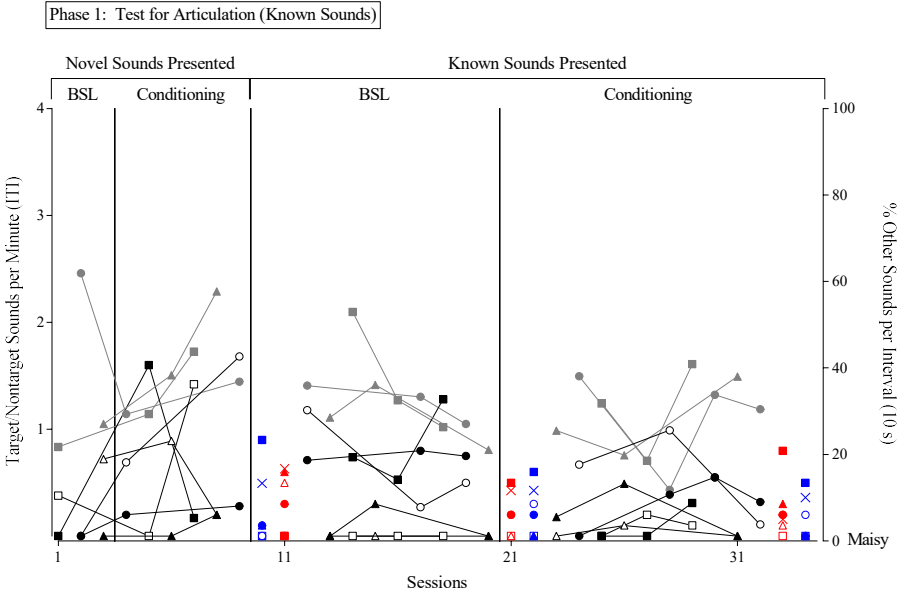 Phase 1:  Test for Articulation (Known Sounds)
Novel Sounds Presented
Known Sounds Presented
BSL
Conditioning
BSL
Conditioning
Target/Nontarget Sounds per Minute (ITI)
4
3
2
1
100
80
60
40
20
0
% Other Sounds per Interval (10 s)
Maisy
1
11
21
31
Sessions